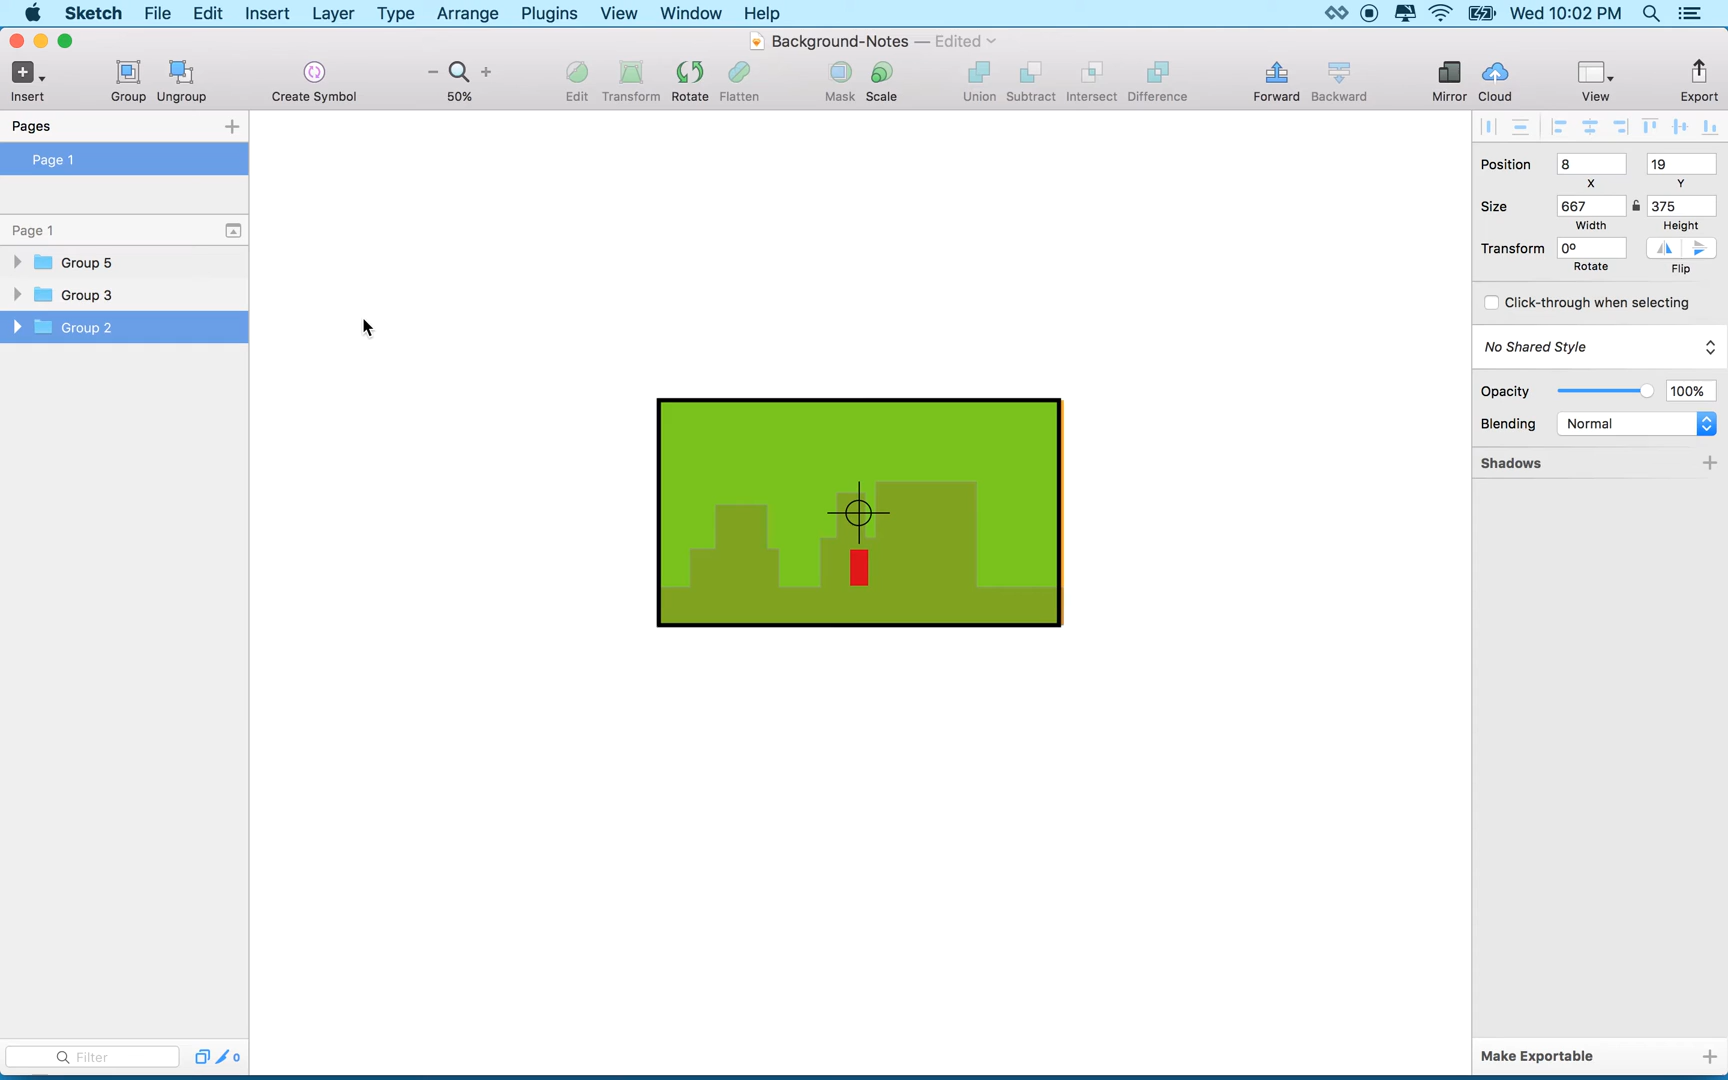 Sketch File Edit Insert Layer Type Arrange Plugins View Window Help Wed 10:02 PM
Background-Notes — Edited
Insert Group Ungroup Create Symbol 50% Edit Transform Rotate Flatten Mask Scale Union Subtract Intersect Difference Forward Backward Mirror Cloud View Export
Pages
Page 1
Page 1
Group 5
Group 3
Group 2
Filter
0
Position 8 19
X Y
Size 667 375
Width Height
Transform 0º
Rotate Flip
Click-through when selecting
No Shared Style
Opacity 100%
Blending Normal
Shadows
Make Exportable